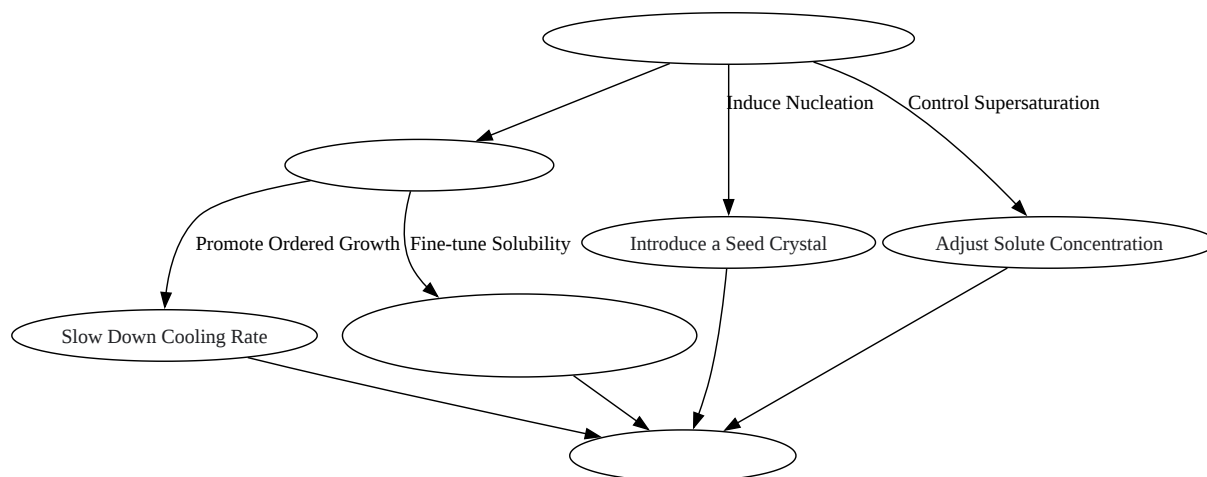 Induce Nucleation
Control Supersaturation
Promote Ordered Growth
Fine-tune Solubility
Introduce a Seed Crystal
Adjust Solute Concentration
Slow Down Cooling Rate